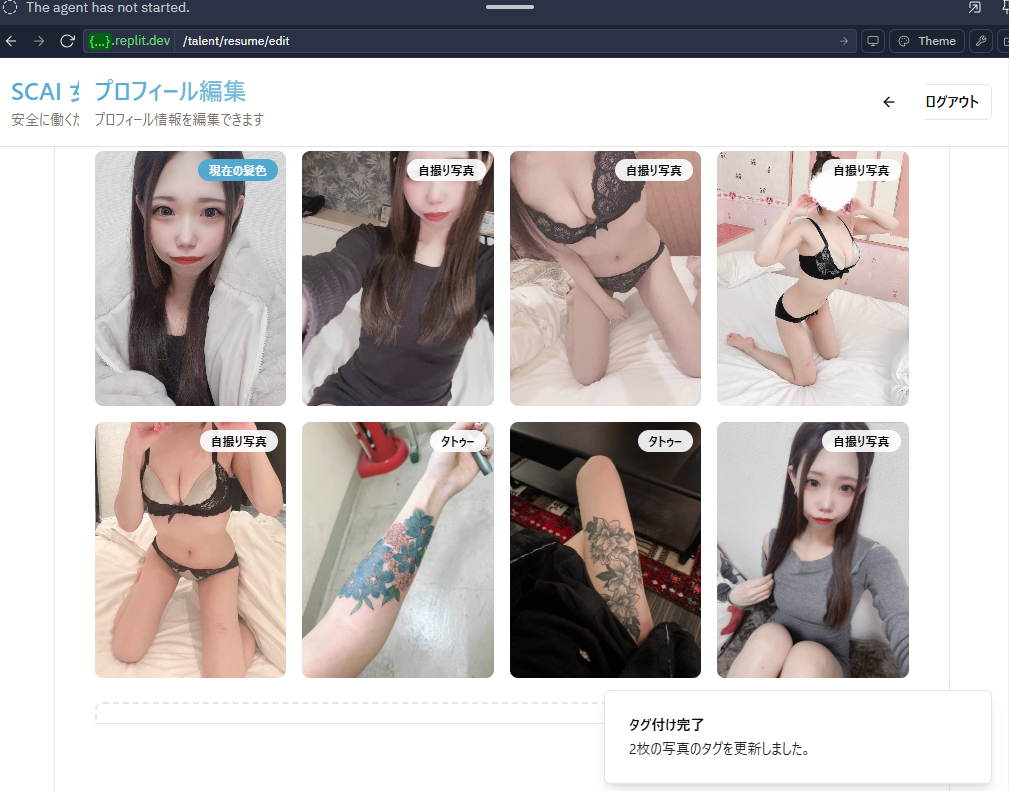 The agent has not started.
{...}.replit.dev /talent/resume/edit
Theme
SCAI
プロフィール編集
安全に働くた
プロフィール情報を編集できます
ログアウト
現在の髪色
自撮り写真
自撮り写真
自撮り写真
自撮り写真
タトゥー
タトゥー
自撮り写真
タグ付け完了
2枚の写真のタグを更新しました。